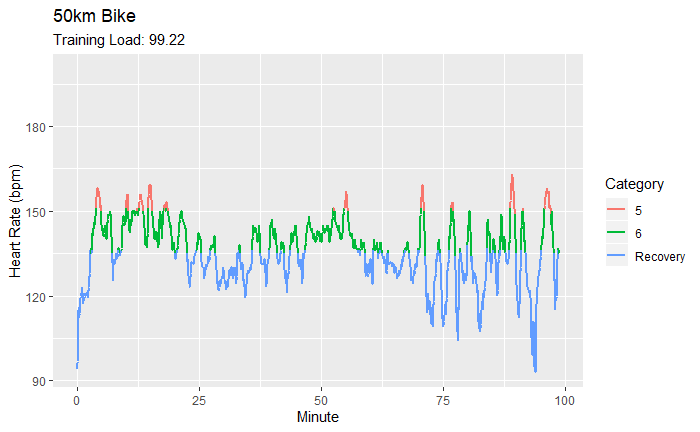 50km Bike
Training Load: 99.22
Heart Rate (bpm)
180
150
120
90
0 25 50 75 100
Minute
Category
5
6
Recovery